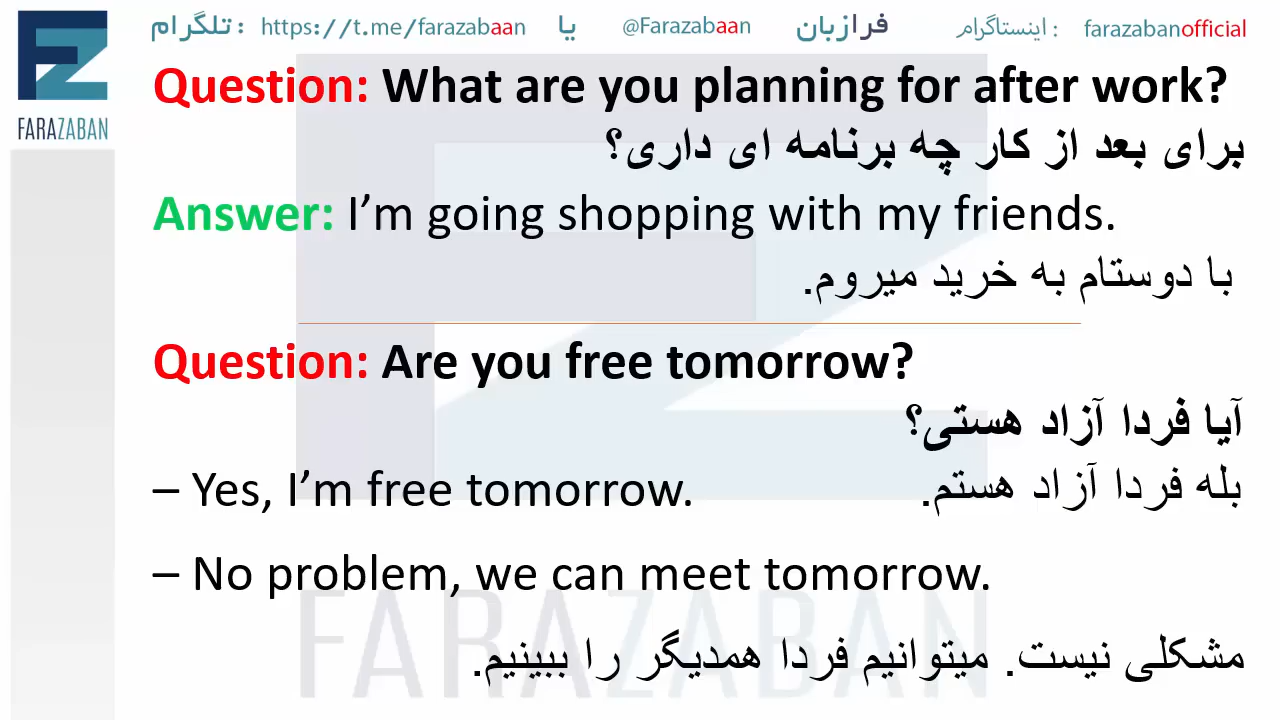 تلگرام : https://t.me/farazabaan یا @Farazabaan فرازبان اینستاگرام : farazabanofficial
FZ
FARAZABAN
Question: What are you planning for after work?
برای بعد از کار چه برنامه ای داری؟
Answer: I’m going shopping with my friends.
با دوستام به خرید میروم.
Question: Are you free tomorrow?
آیا فردا آزاد هستی؟
– Yes, I’m free tomorrow. بله فردا آزاد هستم.
– No problem, we can meet tomorrow.
FARAZABAN
مشکلی نیست. میتوانیم فردا همدیگر را ببینیم.